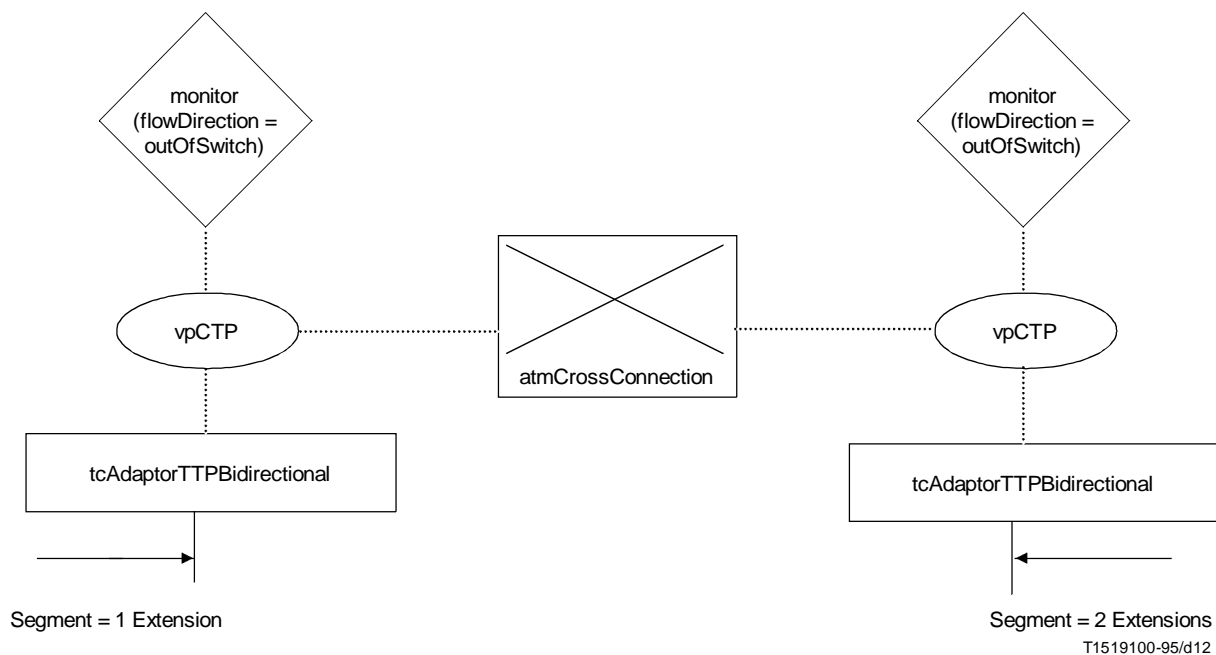 monitor
(flowDirection =
outOfSwitch)
monitor
(flowDirection =
outOfSwitch)
vpCTP
atmCrossConnection
vpCTP
tcAdaptorTTPBidirectional
tcAdaptorTTPBidirectional
Segment = 1 Extension
Segment = 2 Extensions
T1519100-95/d12